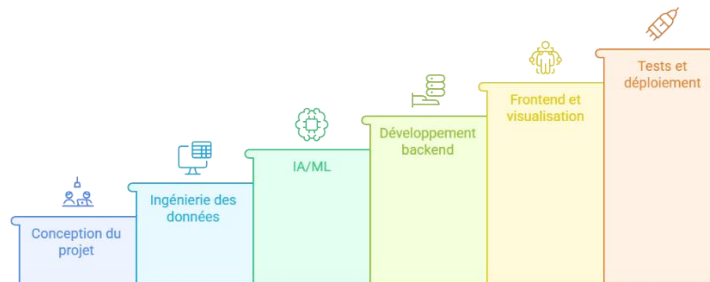 Conception du
projet
Ingénierie des
données
IA/ML
Développement
backend
Frontend et
visualisation
Tests et
déploiement